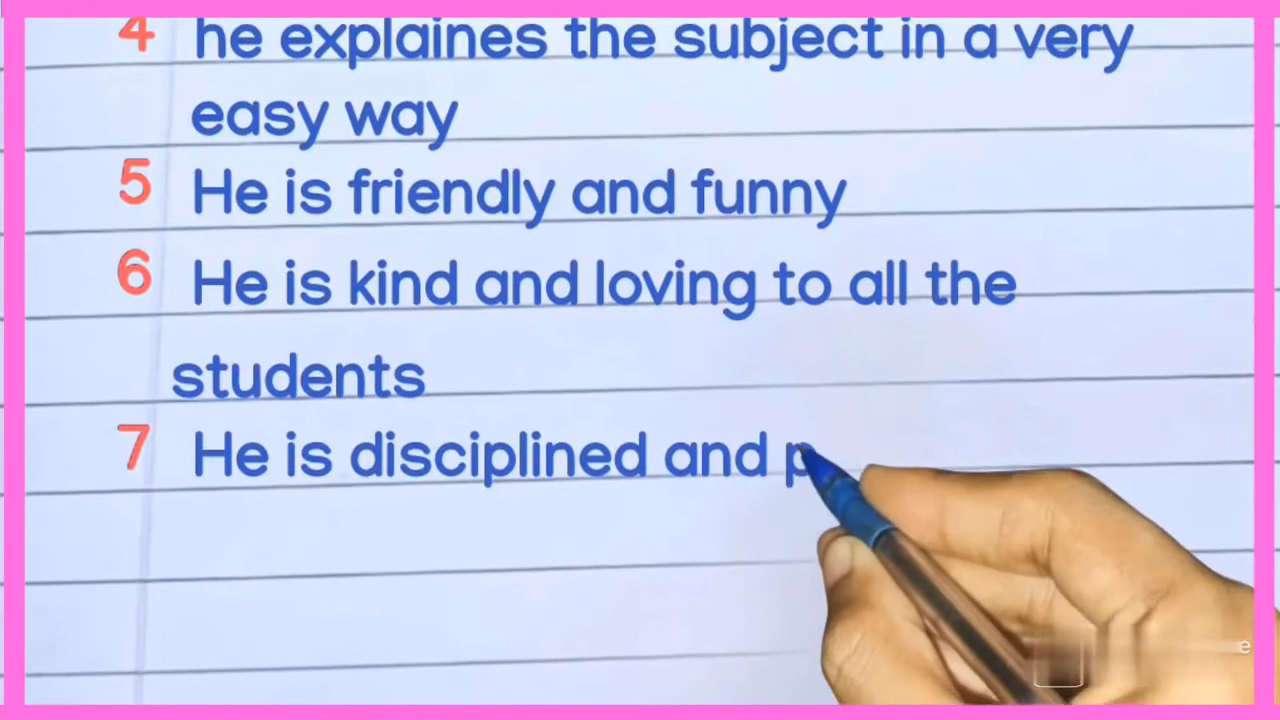 4 he explaines the subject in a very
easy way
5 He is friendly and funny
6 He is kind and loving to all the
students
7 He is disciplined and p
e